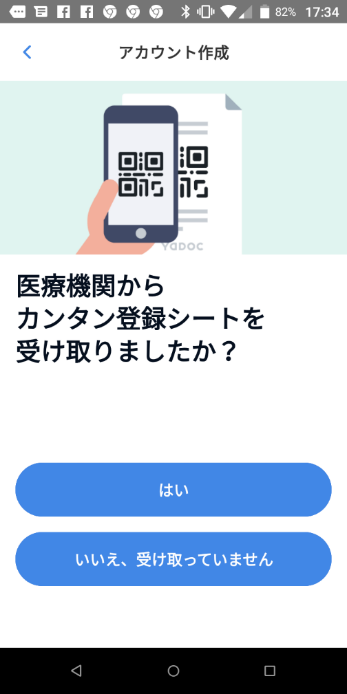 82% 17:34
アカウント作成
YaDOC
医療機関から
カンタン登録シートを
受け取りましたか？
はい
いいえ、受け取っていません